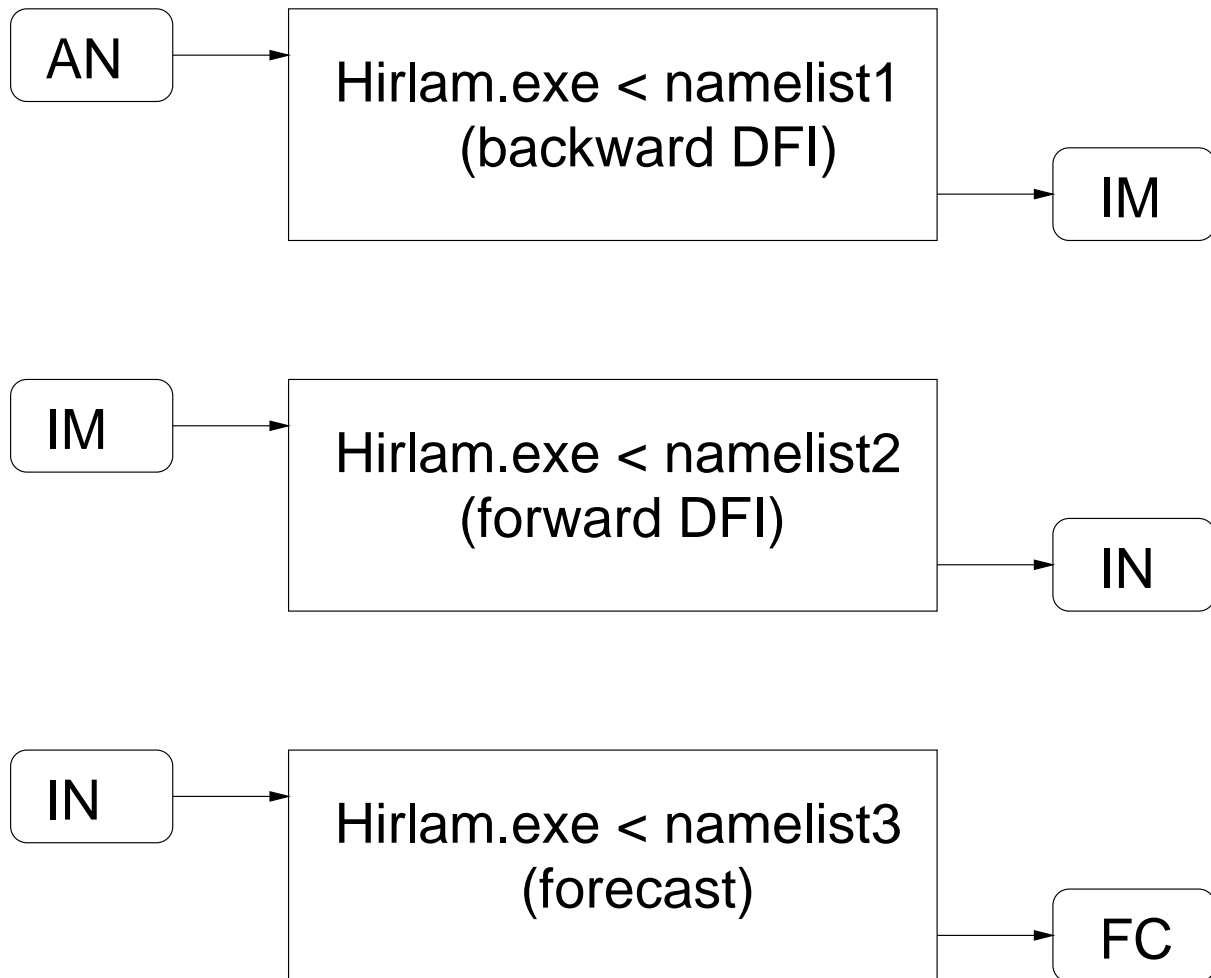 AN
Hirlam.exe < namelist1
(backward DFI)
IM
IM
Hirlam.exe < namelist2
(forward DFI)
IN
IN
Hirlam.exe < namelist3
(forecast)
FC